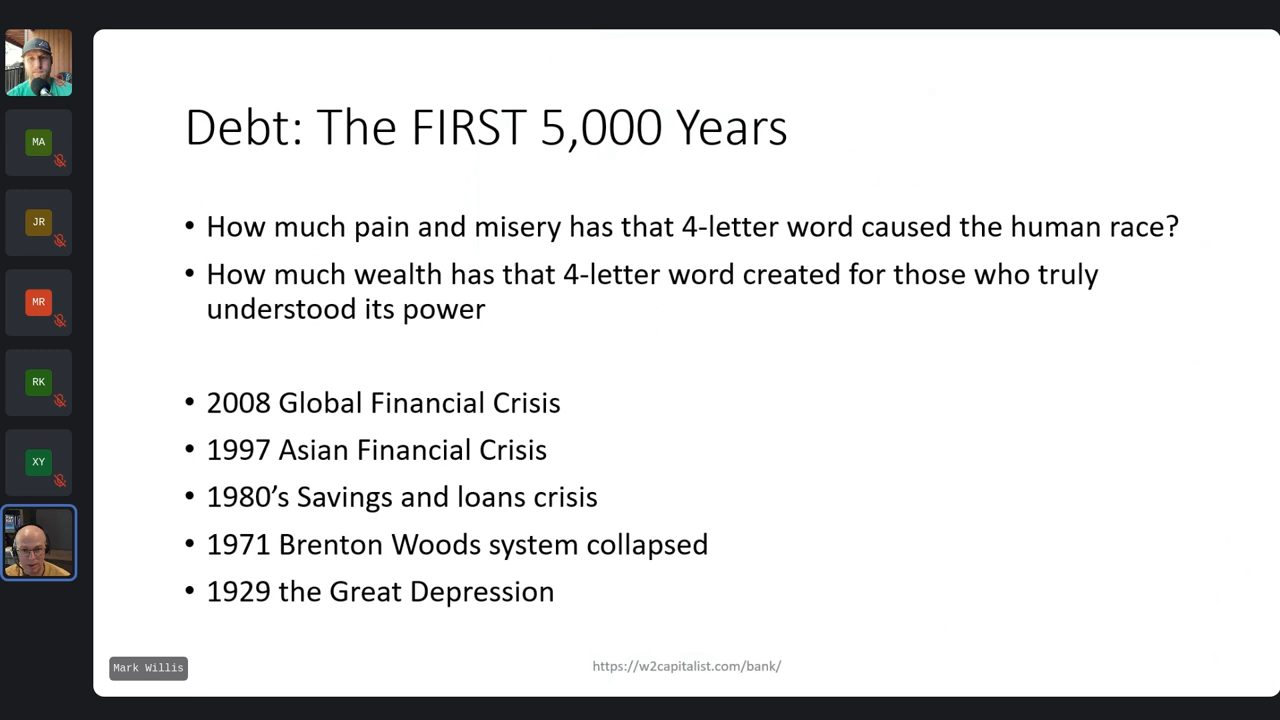 MA
JR
MR
RK
XY
Debt: The FIRST 5,000 Years
• How much pain and misery has that 4-letter word caused the human race?
• How much wealth has that 4-letter word created for those who truly
understood its power
• 2008 Global Financial Crisis
• 1997 Asian Financial Crisis
• 1980’s Savings and loans crisis
• 1971 Brenton Woods system collapsed
• 1929 the Great Depression
Mark Willis
https://w2capitalist.com/bank/